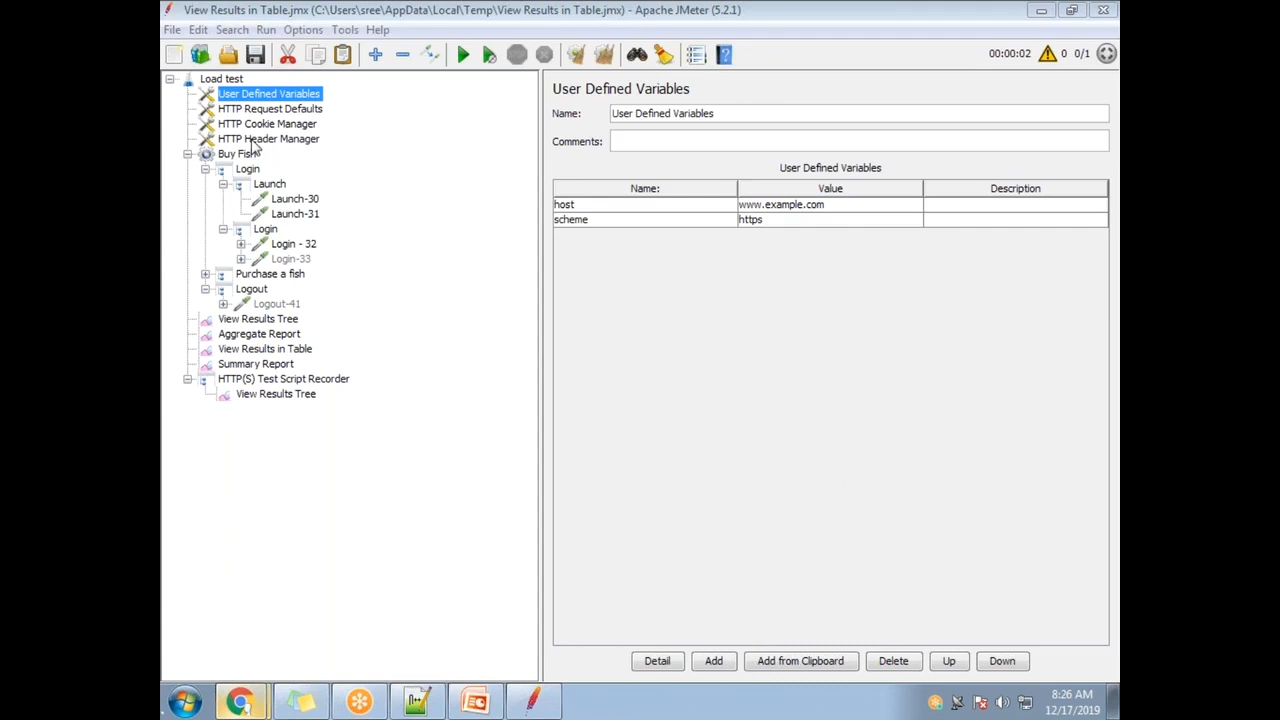 View Results in Table.jmx (C:\Users\sree\AppData\Local\Temp\View Results in Table.jmx) - Apache JMeter (5.2.1)
File Edit Search Run Options Tools Help
00:00:02 0 0/1
Load test
User Defined Variables
HTTP Request Defaults
HTTP Cookie Manager
HTTP Header Manager
Buy Fish
Login
Launch
Launch-30
Launch-31
Login
Login - 32
Login-33
Purchase a fish
Logout
Logout-41
View Results Tree
Aggregate Report
View Results in Table
Summary Report
HTTP(S) Test Script Recorder
View Results Tree
User Defined Variables
Name: User Defined Variables
Comments:
User Defined Variables
Name: Value Description
host www.example.com
scheme https
Detail Add Add from Clipboard Delete Up Down
8:26 AM
12/17/2019